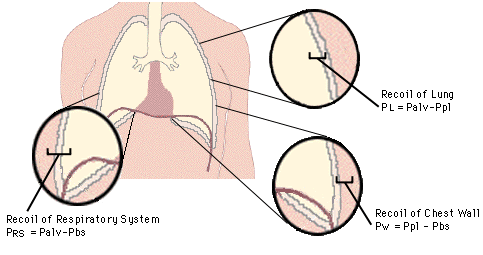 Recoil of Lung
PL = Palv-Ppl
Recoil of Respiratory System
PRS = Palv-Pbs
Recoil of Chest Wall
Pw = Ppl - Pbs